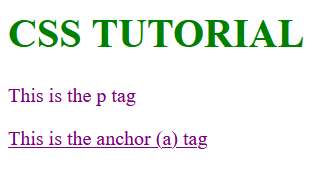 CSS TUTORIAL
This is the p tag
This is the anchor (a) tag